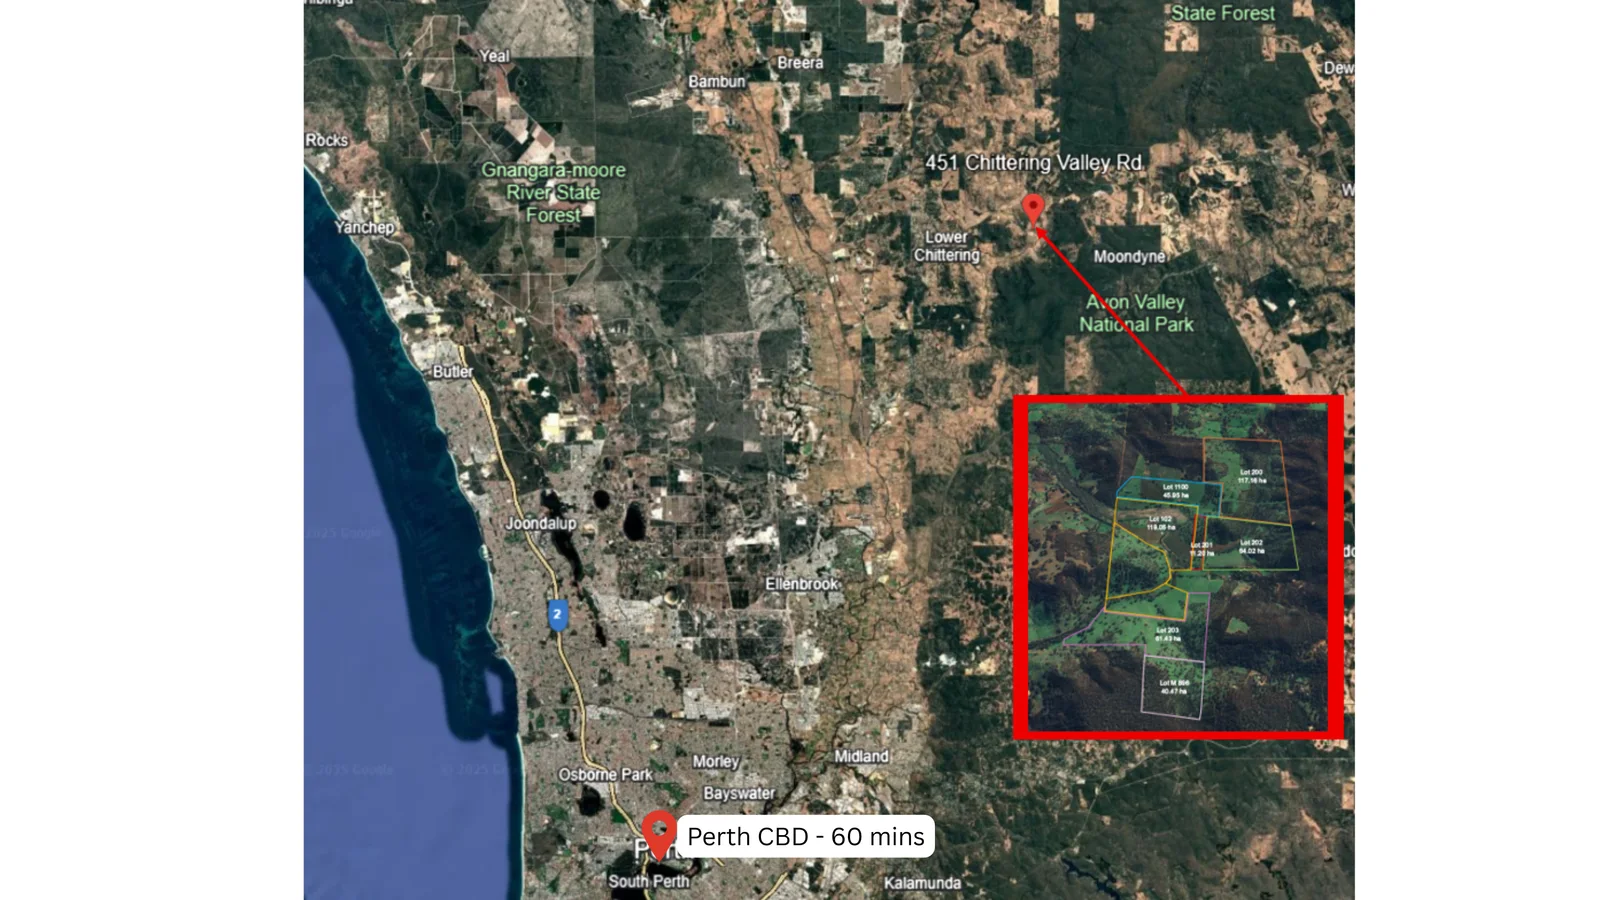 State Forest
Yeal
Breera
Bambun
Rocks
451 Chittering Valley Rd
Gnangara-moore
River State
Forest
Yanchep
Lower
Chittering
Moondyne
Avon Valley
National Park
Butler
Lot 200
117.16 ha
Lot 1100
Lot 102
Lot 201
Lot 202
Joondalup
Ellenbrook
2
Lot 203
40.47 ha
Morley
Midland
Osborne Park
Bayswater
Perth CBD - 60 mins
South Perth
Kalamunda